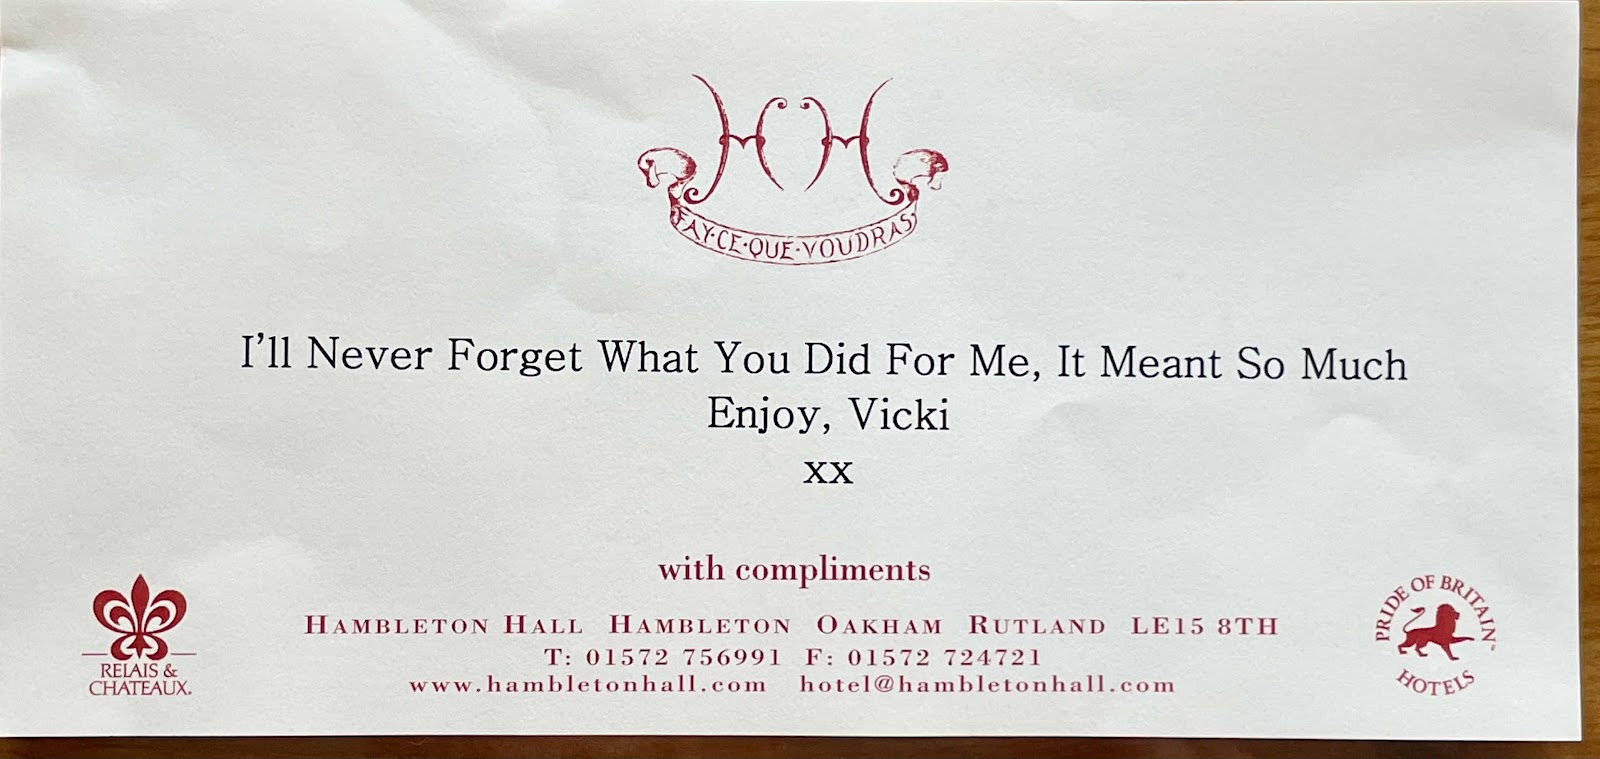 HH
FAY·CE·QUE·VOUDRAS
I'll Never Forget What You Did For Me, It Meant So Much
Enjoy, Vicki
xx
with compliments
HAMBLETON HALL HAMBLETON OAKHAM RUTLAND LE15 8TH
T: 01572 756991 F: 01572 724721
www.hambletonhall.com hotel@hambletonhall.com
RELAIS &
CHATEAUX®
PRIDE OF BRITAIN™
HOTELS